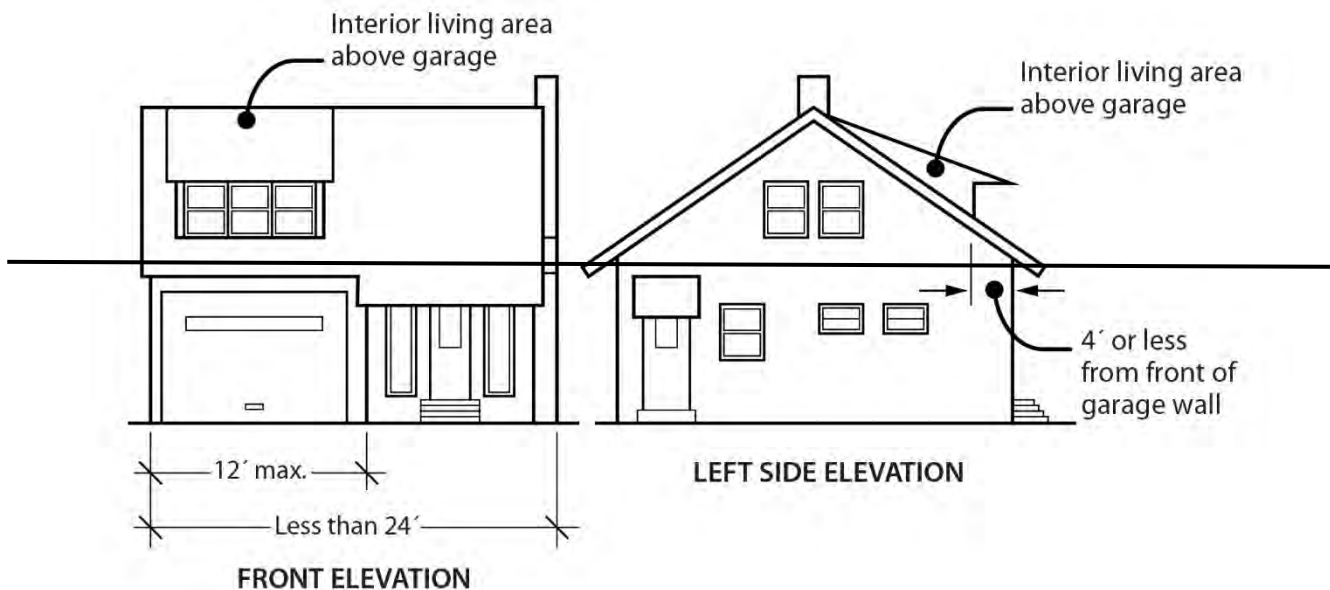 Interior living area
above garage
Interior living area
above garage
4´ or less
from front of
garage wall
12´ max.
Less than 24´
LEFT SIDE ELEVATION
FRONT ELEVATION